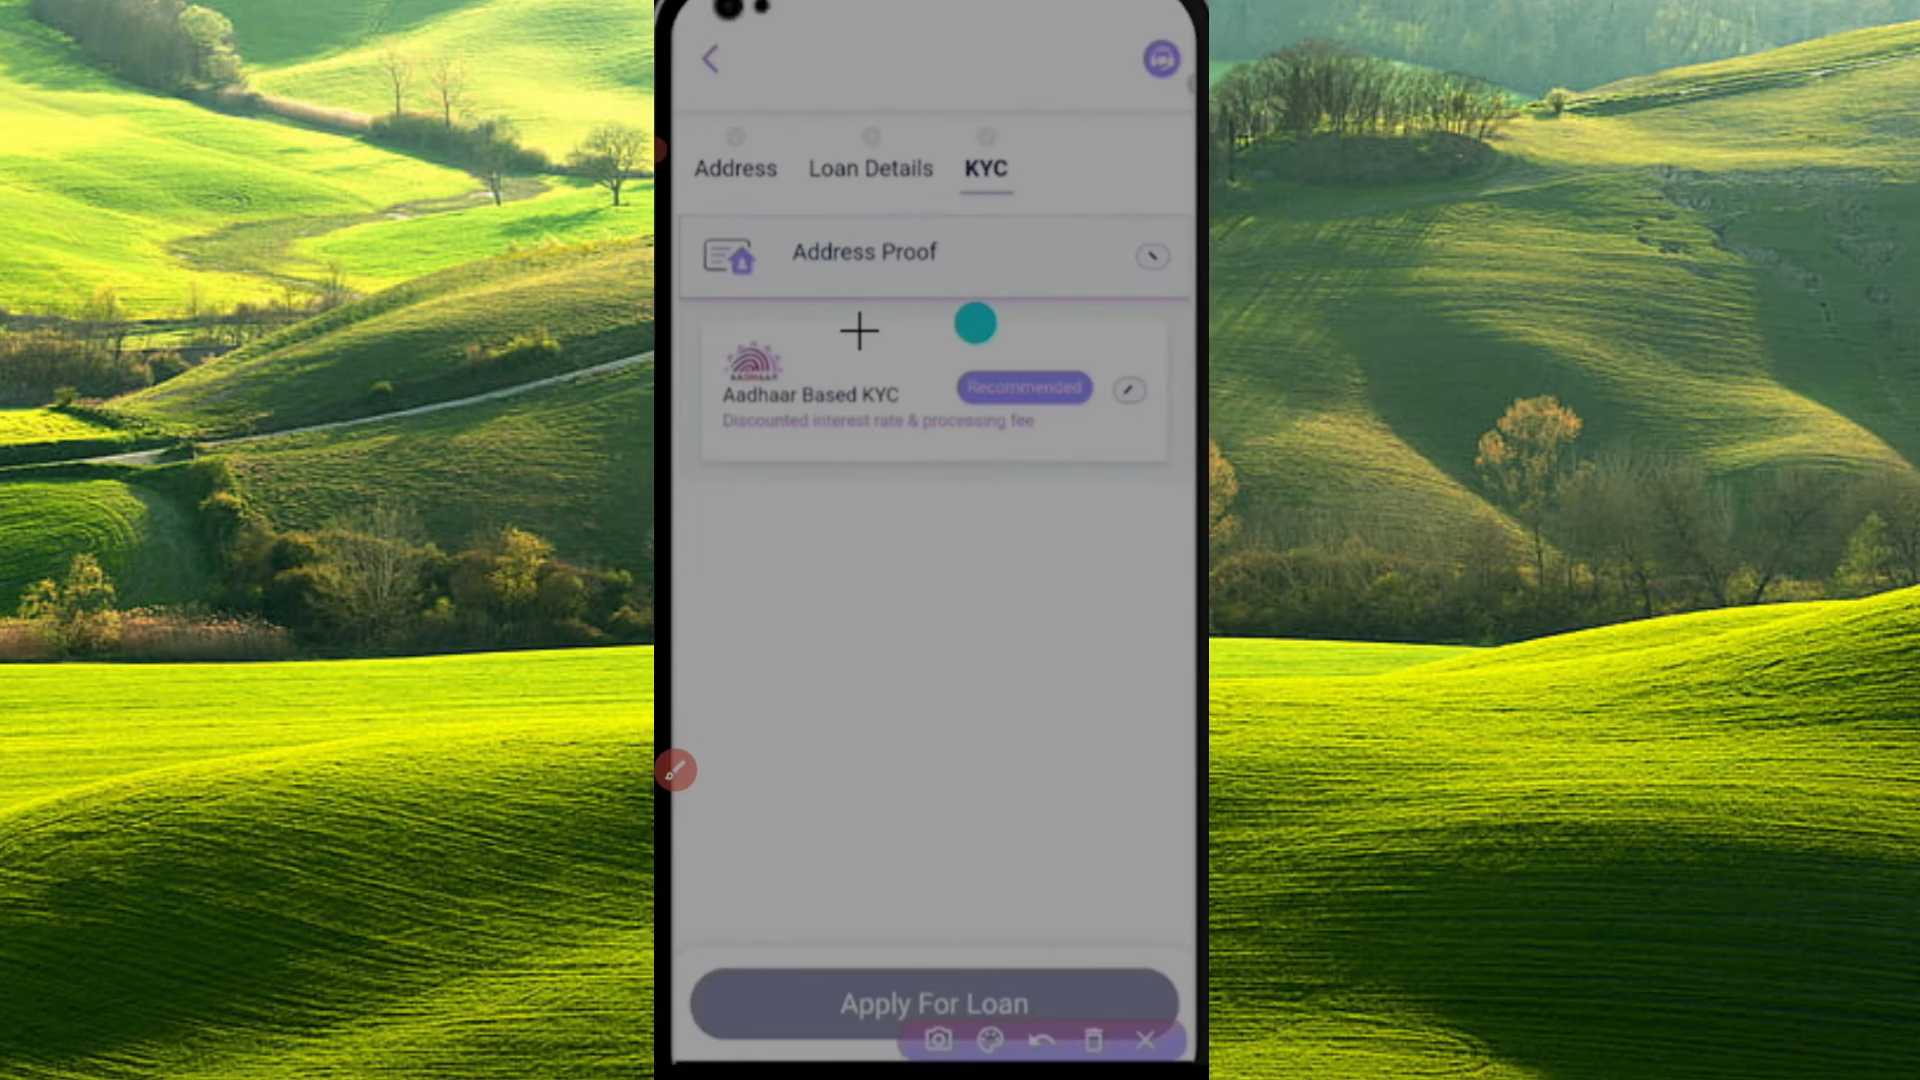 Address Loan Details KYC
Address Proof
AADHAAR
Aadhaar Based KYC
Recommended
Discounted interest rate & processing fee
Apply For Loan